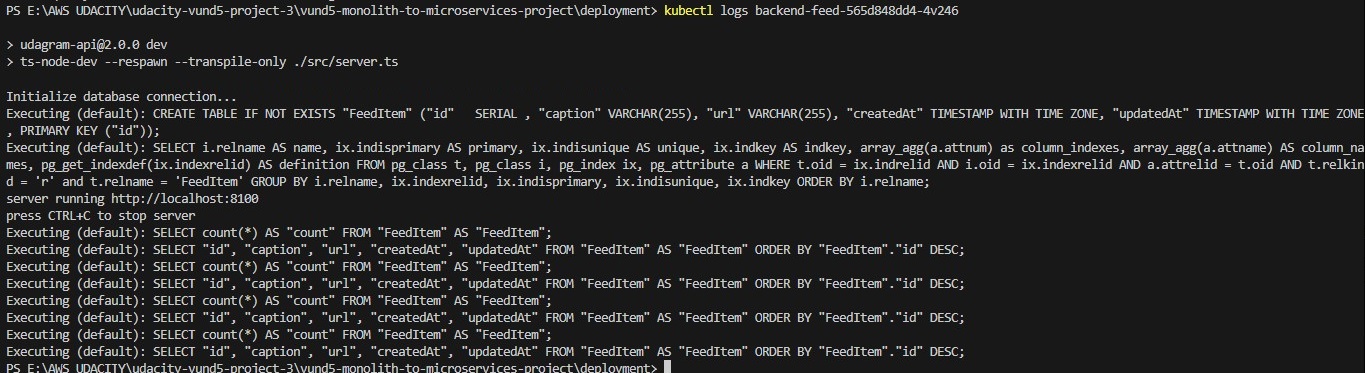 PS E:\AWS UDACITY\udacity-vund5-project-3\vund5-monolith-to-microservices-project\deployment> kubectl logs backend-feed-565d848dd4-4v246
> udagram-api@2.0.0 dev
> ts-node-dev --respawn --transpile-only ./src/server.ts
Initialize database connection...
Executing (default): CREATE TABLE IF NOT EXISTS "FeedItem" ("id"   SERIAL , "caption" VARCHAR(255), "url" VARCHAR(255), "createdAt" TIMESTAMP WITH TIME ZONE, "updatedAt" TIMESTAMP WITH TIME ZONE
, PRIMARY KEY ("id"));
Executing (default): SELECT i.relname AS name, ix.indisprimary AS primary, ix.indisunique AS unique, ix.indkey AS indkey, array_agg(a.attnum) as column_indexes, array_agg(a.attname) AS column_na
mes, pg_get_indexdef(ix.indexrelid) AS definition FROM pg_class t, pg_class i, pg_index ix, pg_attribute a WHERE t.oid = ix.indrelid AND i.oid = ix.indexrelid AND a.attrelid = t.oid AND t.relkin
d = 'r' and t.relname = 'FeedItem' GROUP BY i.relname, ix.indexrelid, ix.indisprimary, ix.indisunique, ix.indkey ORDER BY i.relname;
server running http://localhost:8100
press CTRL+C to stop server
Executing (default): SELECT count(*) AS "count" FROM "FeedItem" AS "FeedItem";
Executing (default): SELECT "id", "caption", "url", "createdAt", "updatedAt" FROM "FeedItem" AS "FeedItem" ORDER BY "FeedItem"."id" DESC;
Executing (default): SELECT count(*) AS "count" FROM "FeedItem" AS "FeedItem";
Executing (default): SELECT "id", "caption", "url", "createdAt", "updatedAt" FROM "FeedItem" AS "FeedItem" ORDER BY "FeedItem"."id" DESC;
Executing (default): SELECT count(*) AS "count" FROM "FeedItem" AS "FeedItem";
Executing (default): SELECT "id", "caption", "url", "createdAt", "updatedAt" FROM "FeedItem" AS "FeedItem" ORDER BY "FeedItem"."id" DESC;
Executing (default): SELECT count(*) AS "count" FROM "FeedItem" AS "FeedItem";
Executing (default): SELECT "id", "caption", "url", "createdAt", "updatedAt" FROM "FeedItem" AS "FeedItem" ORDER BY "FeedItem"."id" DESC;
PS E:\AWS UDACITY\udacity-vund5-project-3\vund5-monolith-to-microservices-project\deployment>